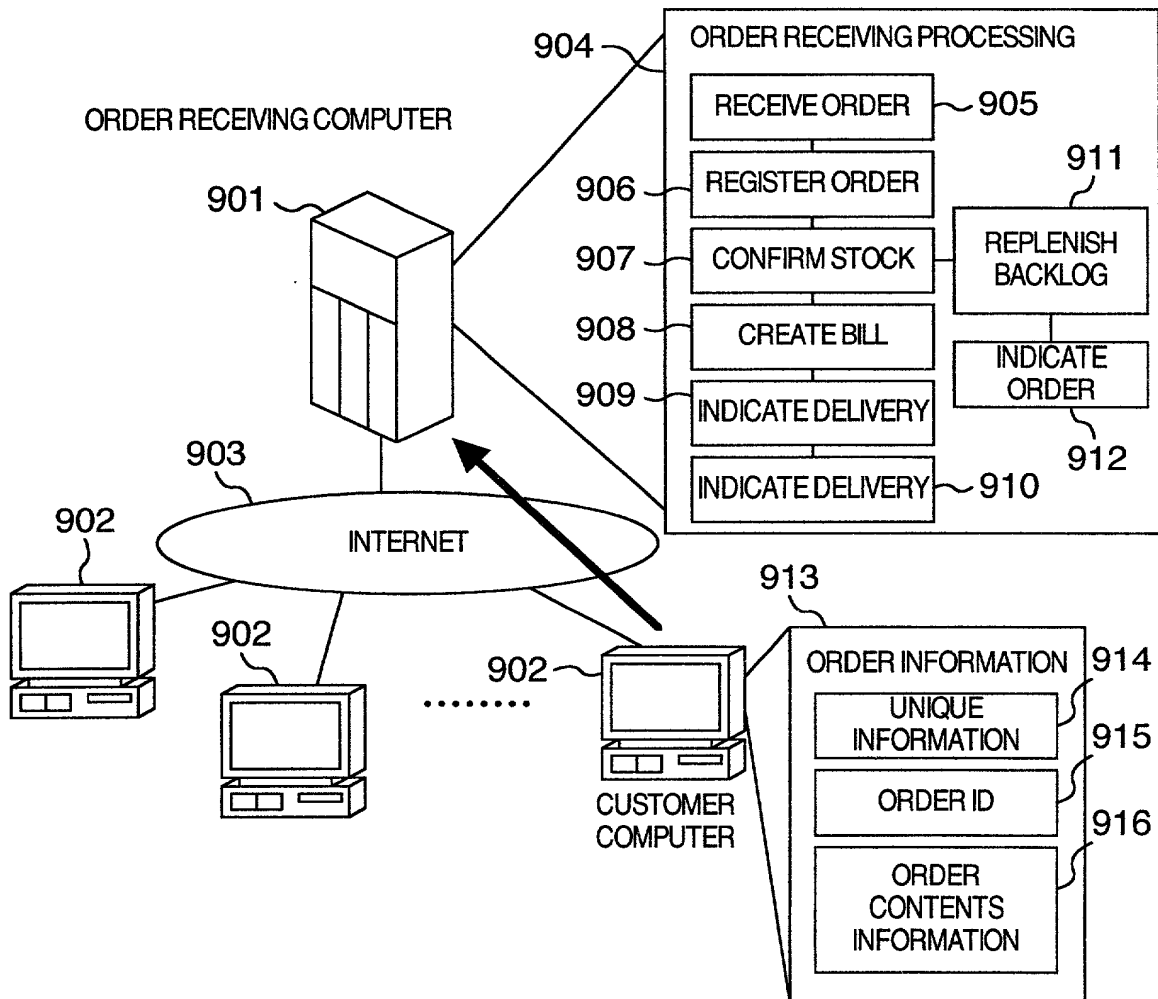 904
ORDER RECEIVING PROCESSING
RECEIVE ORDER
905
ORDER RECEIVING COMPUTER
906
REGISTER ORDER
911
901
907
CONFIRM STOCK
REPLENISH
BACKLOG
908
CREATE BILL
909
INDICATE DELIVERY
INDICATE
ORDER
912
INDICATE DELIVERY
910
903
INTERNET
902
902
902
CUSTOMER
COMPUTER
913
ORDER INFORMATION
914
UNIQUE
INFORMATION
915
ORDER ID
916
ORDER
CONTENTS
INFORMATION